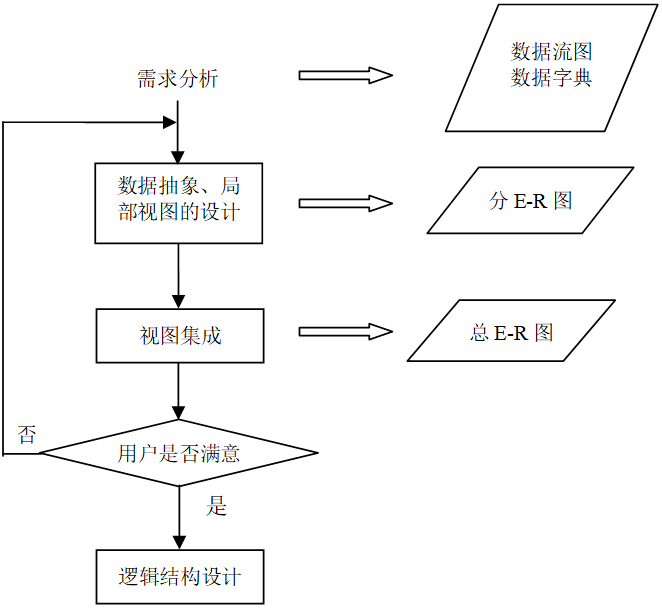 需求分析
数据流图
数据字典
数据抽象、局
部视图的设计
分 E-R 图
视图集成
总 E-R 图
否
用户是否满意
是
逻辑结构设计